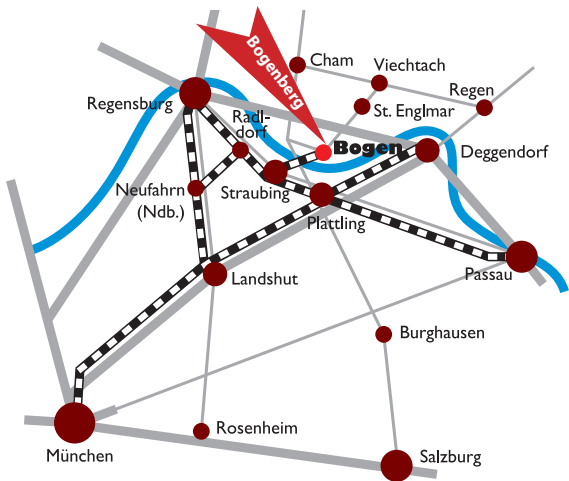 Bogenberg
Cham
Viechtach
Regen
Regensburg
Radl-
dorf
St. Englmar
Bogen
Deggendorf
Neufahrn
(Ndb.)
Straubing
Plattling
Landshut
Passau
Burghausen
Rosenheim
München
Salzburg